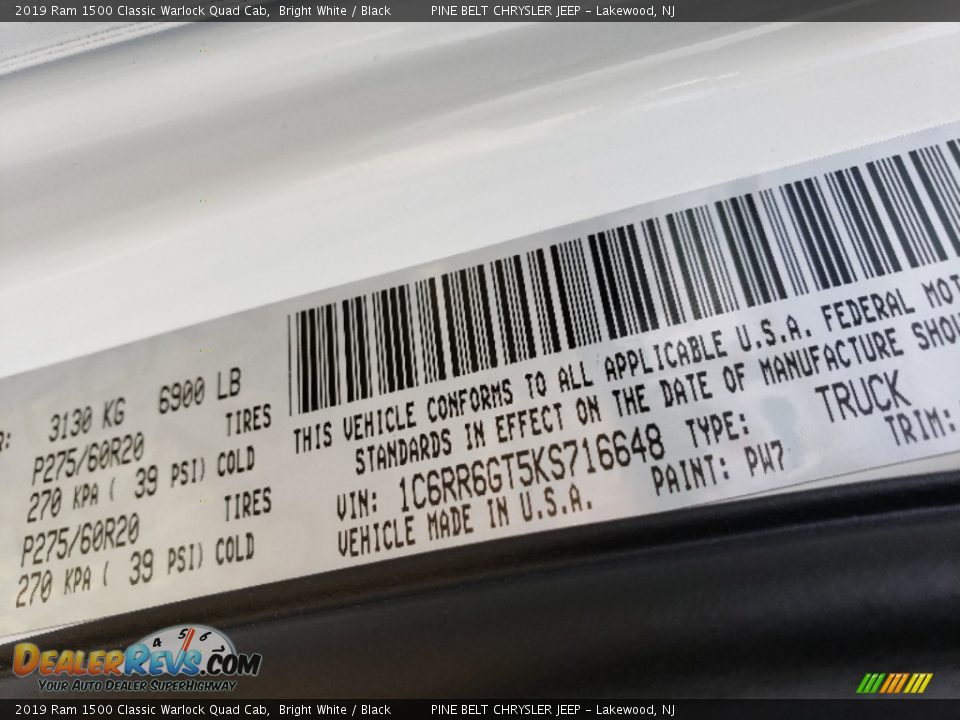 2019 Ram 1500 Classic Warlock Quad Cab, Bright White / Black PINE BELT CHRYSLER JEEP – Lakewood, NJ
3130 KG 6900 LB
P275/60R20 TIRES
270 KPA ( 39 PSI) COLD
P275/60R20 TIRES
270 KPA ( 39 PSI) COLD
THIS VEHICLE CONFORMS TO ALL APPLICABLE U.S.A. FEDERAL
STANDARDS IN EFFECT ON THE DATE OF MANUFACTURE
VIN: 1C6RR6GT5KS716648 TYPE: TRUCK
VEHICLE MADE IN U.S.A. PAINT: PW7 TRIM:
4 5 6
DEALERREVS.COM
YOUR AUTO DEALER SUPERHIGHWAY
2019 Ram 1500 Classic Warlock Quad Cab, Bright White / Black PINE BELT CHRYSLER JEEP – Lakewood, NJ